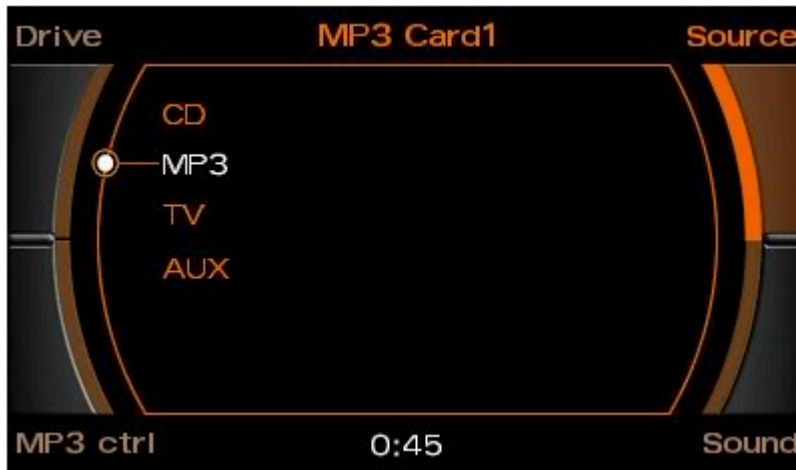 Drive MP3 Card1 Source
CD
MP3
TV
AUX
MP3 ctrl 0:45 Sound